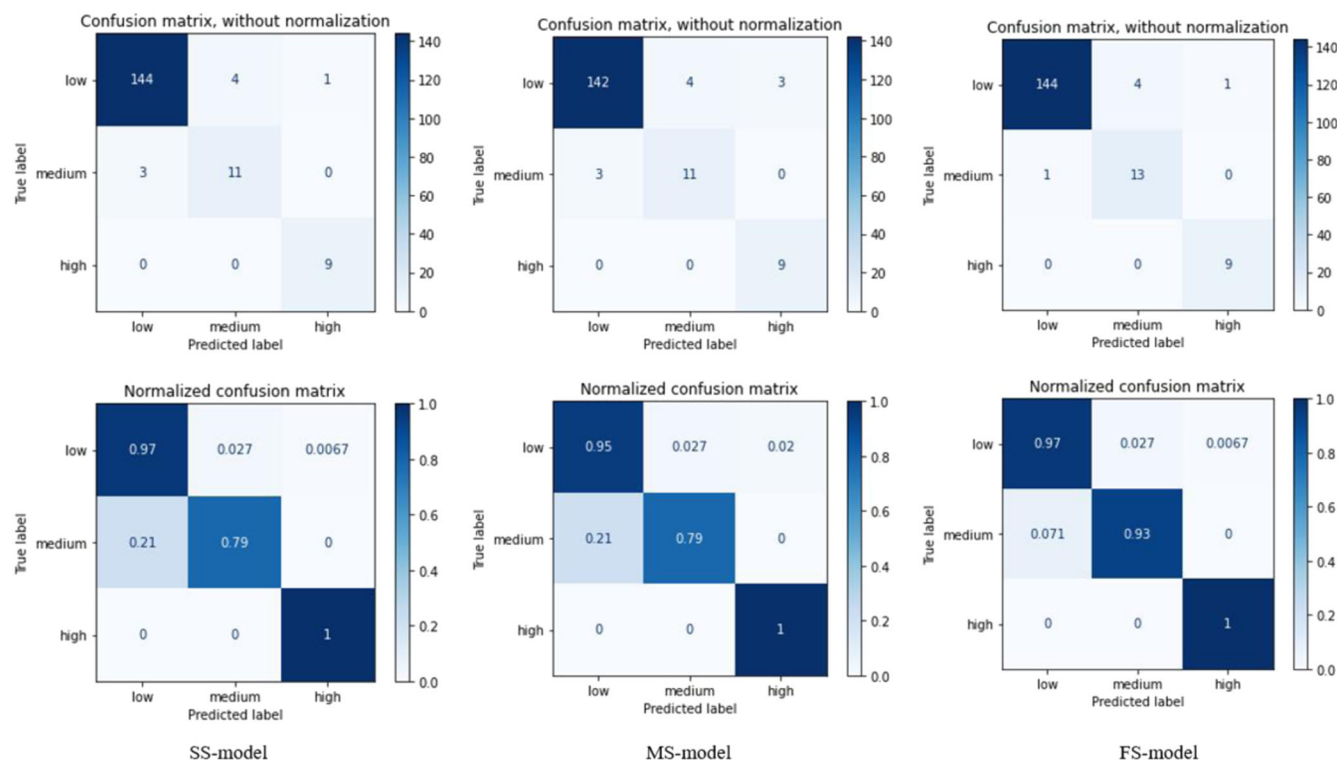 Confusion matrix, without normalization
True label
low
medium
high
144 4 1
3 11 0
0 0 9
low medium high
Predicted label
140
120
100
80
60
40
20
0
Confusion matrix, without normalization
True label
low
medium
high
142 4 3
3 11 0
0 0 9
low medium high
Predicted label
140
120
100
80
60
40
20
0
Confusion matrix, without normalization
True label
low
medium
high
144 4 1
1 13 0
0 0 9
low medium high
Predicted label
140
120
100
80
60
40
20
0
Normalized confusion matrix
True label
low
medium
high
0.97 0.027 0.0067
0.21 0.79 0
0 0 1
low medium high
Predicted label
1.0
0.8
0.6
0.4
0.2
0.0
Normalized confusion matrix
True label
low
medium
high
0.95 0.027 0.02
0.21 0.79 0
0 0 1
low medium high
Predicted label
1.0
0.8
0.6
0.4
0.2
0.0
Normalized confusion matrix
True label
low
medium
high
0.97 0.027 0.0067
0.071 0.93 0
0 0 1
low medium high
Predicted label
1.0
0.8
0.6
0.4
0.2
0.0
SS-model
MS-model
FS-model